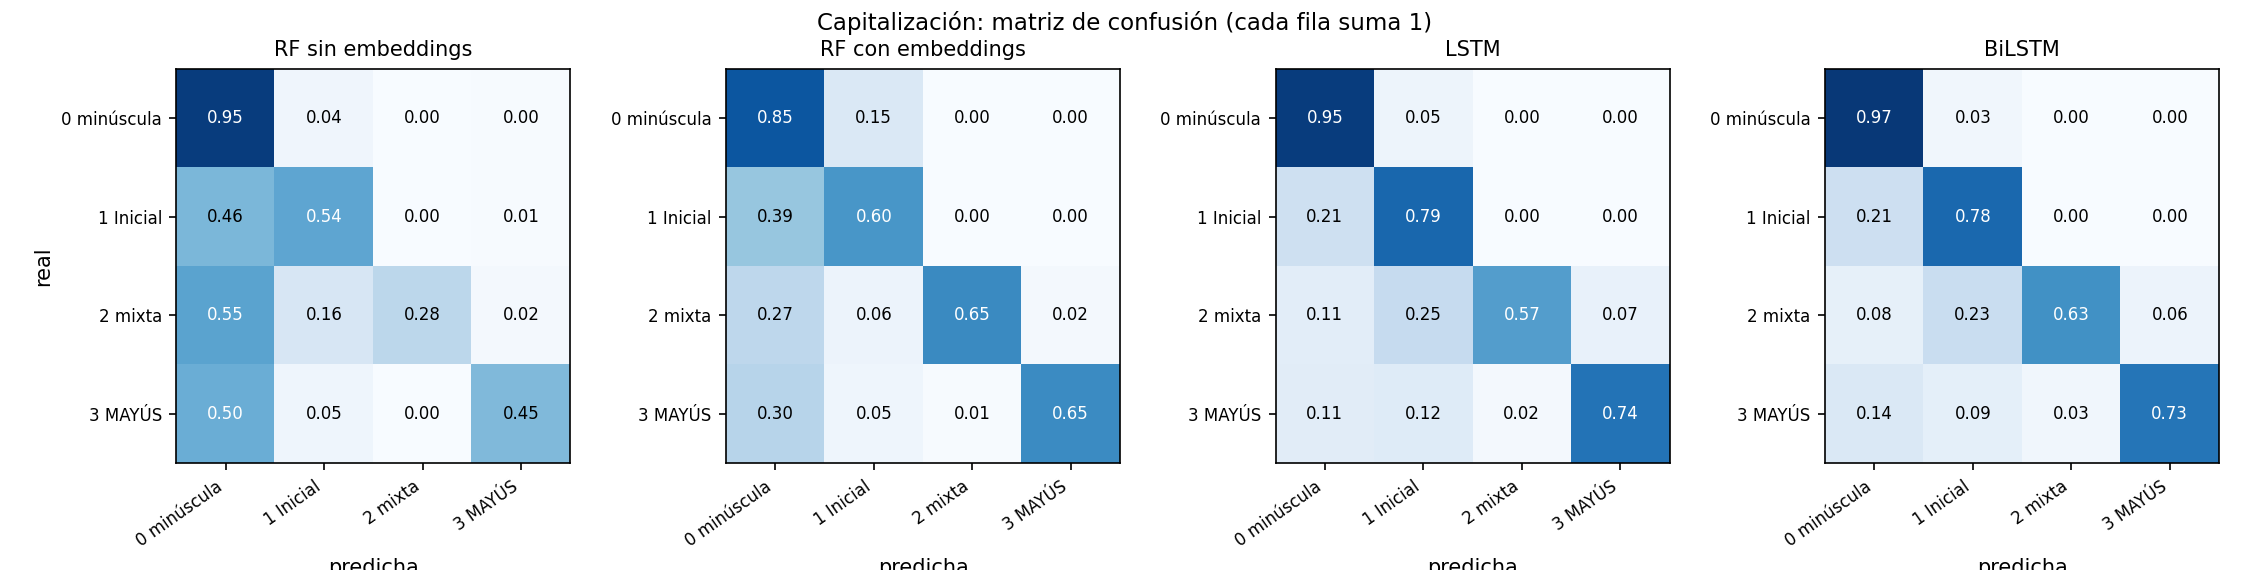 Capitalización: matriz de confusión (cada fila suma 1)
RF sin embeddings
real
0 minúscula 0.95 0.04 0.00 0.00
1 Inicial 0.46 0.54 0.00 0.01
2 mixta 0.55 0.16 0.28 0.02
3 MAYÚS 0.50 0.05 0.00 0.45
0 minúscula 1 Inicial 2 mixta 3 MAYÚS
predicha
RF con embeddings
0 minúscula 0.85 0.15 0.00 0.00
1 Inicial 0.39 0.60 0.00 0.00
2 mixta 0.27 0.06 0.65 0.02
3 MAYÚS 0.30 0.05 0.01 0.65
0 minúscula 1 Inicial 2 mixta 3 MAYÚS
predicha
LSTM
0 minúscula 0.95 0.05 0.00 0.00
1 Inicial 0.21 0.79 0.00 0.00
2 mixta 0.11 0.25 0.57 0.07
3 MAYÚS 0.11 0.12 0.02 0.74
0 minúscula 1 Inicial 2 mixta 3 MAYÚS
predicha
BiLSTM
0 minúscula 0.97 0.03 0.00 0.00
1 Inicial 0.21 0.78 0.00 0.00
2 mixta 0.08 0.23 0.63 0.06
3 MAYÚS 0.14 0.09 0.03 0.73
0 minúscula 1 Inicial 2 mixta 3 MAYÚS
predicha